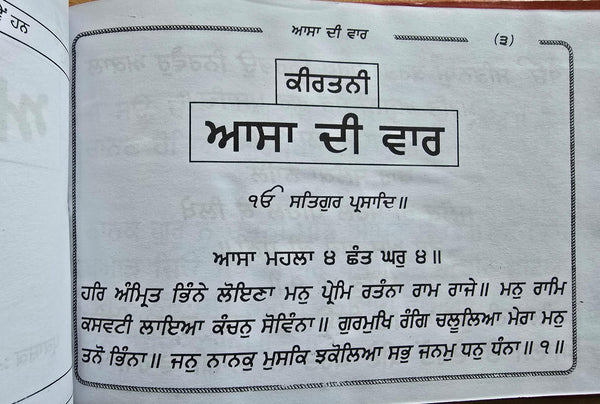 ਵੇਂ ਹਨ
ਆਸਾ ਦੀ ਵਾਰ
(੩)
ਕੀਰਤਨੀ
ਆਸਾ ਦੀ ਵਾਰ
ੴ ਸਤਿਗੁਰ ਪ੍ਰਸਾਦਿ॥
ਆਸਾ ਮਹਲਾ ੪ ਛੰਤ ਘਰੁ ੪॥
ਹਰਿ ਅੰਮ੍ਰਿਤ ਭਿੰਨੇ ਲੋਇਣਾ ਮਨੁ ਪ੍ਰੇਮਿ ਰਤੰਨਾ ਰਾਮ ਰਾਜੇ॥ ਮਨੁ ਰਾਮਿ
ਕਸਵਟੀ ਲਾਇਆ ਕੰਚਨੁ ਸੋਵਿੰਨਾ॥ ਗੁਰਮੁਖਿ ਰੰਗਿ ਚਲੂਲਿਆ ਮੇਰਾ ਮਨੁ
ਤਨੋ ਭਿੰਨਾ॥ ਜਨੁ ਨਾਨਕੁ ਮੁਸਕਿ ਝਕੋਲਿਆ ਸਭੁ ਜਨਮੁ ਧਨੁ ਧੰਨਾ॥੧॥